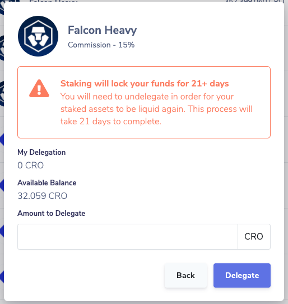 Falcon Heavy
Commission - 15%
Staking will lock your funds for 21+ days
You will need to undelegate in order for your
staked assets to be liquid again. This process will
take 21 days to complete.
My Delegation
0 CRO
Available Balance
32.059 CRO
Amount to Delegate
CRO
Back Delegate